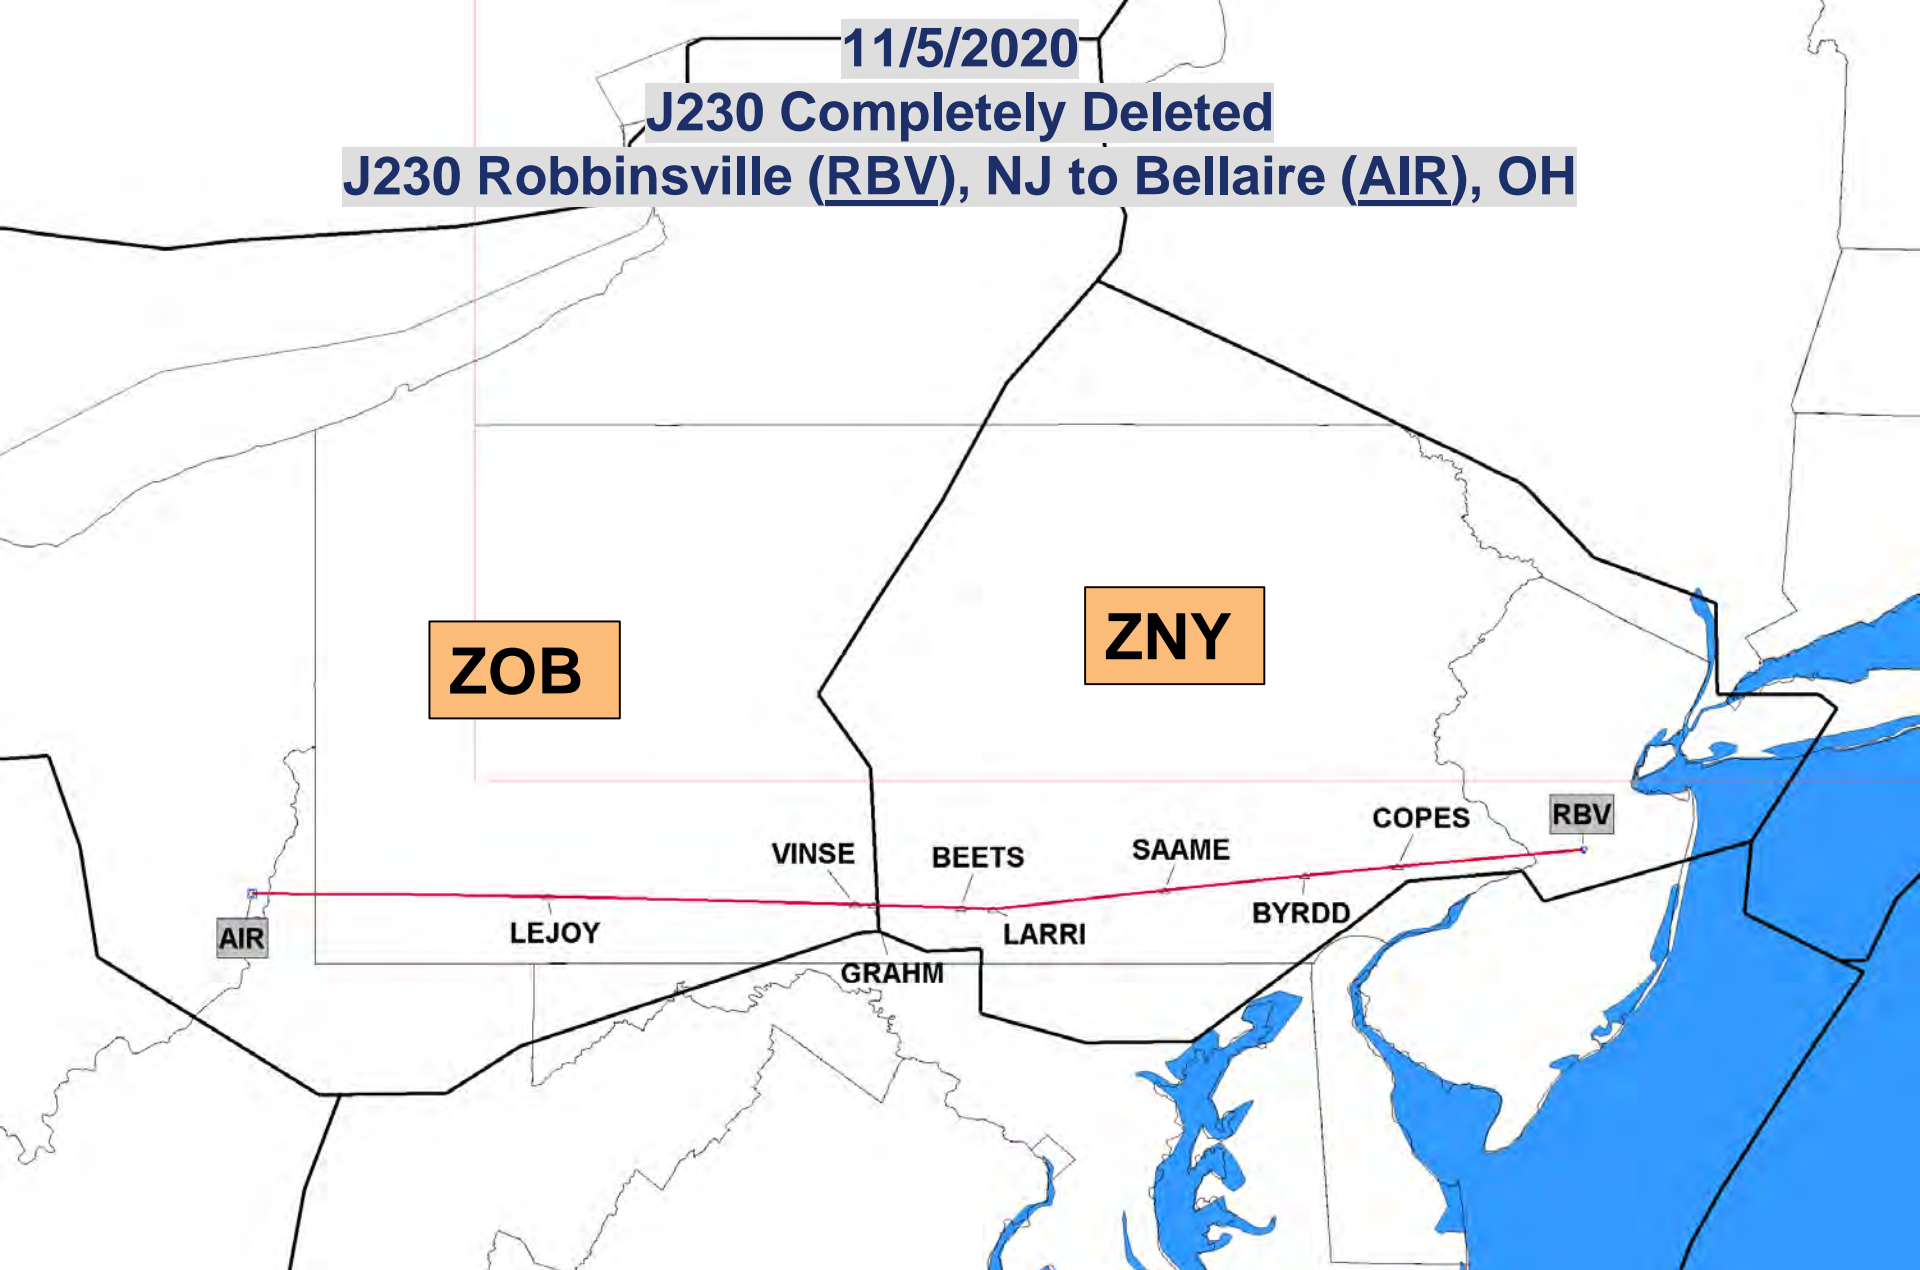 11/5/2020
J230 Completely Deleted
J230 Robbinsville (RBV), NJ to Bellaire (AIR), OH
ZNY
ZOB
COPES
RBV
VINSE
BEETS
SAAME
BYRDD
AIR
LEJOY
LARRI
GRAHM